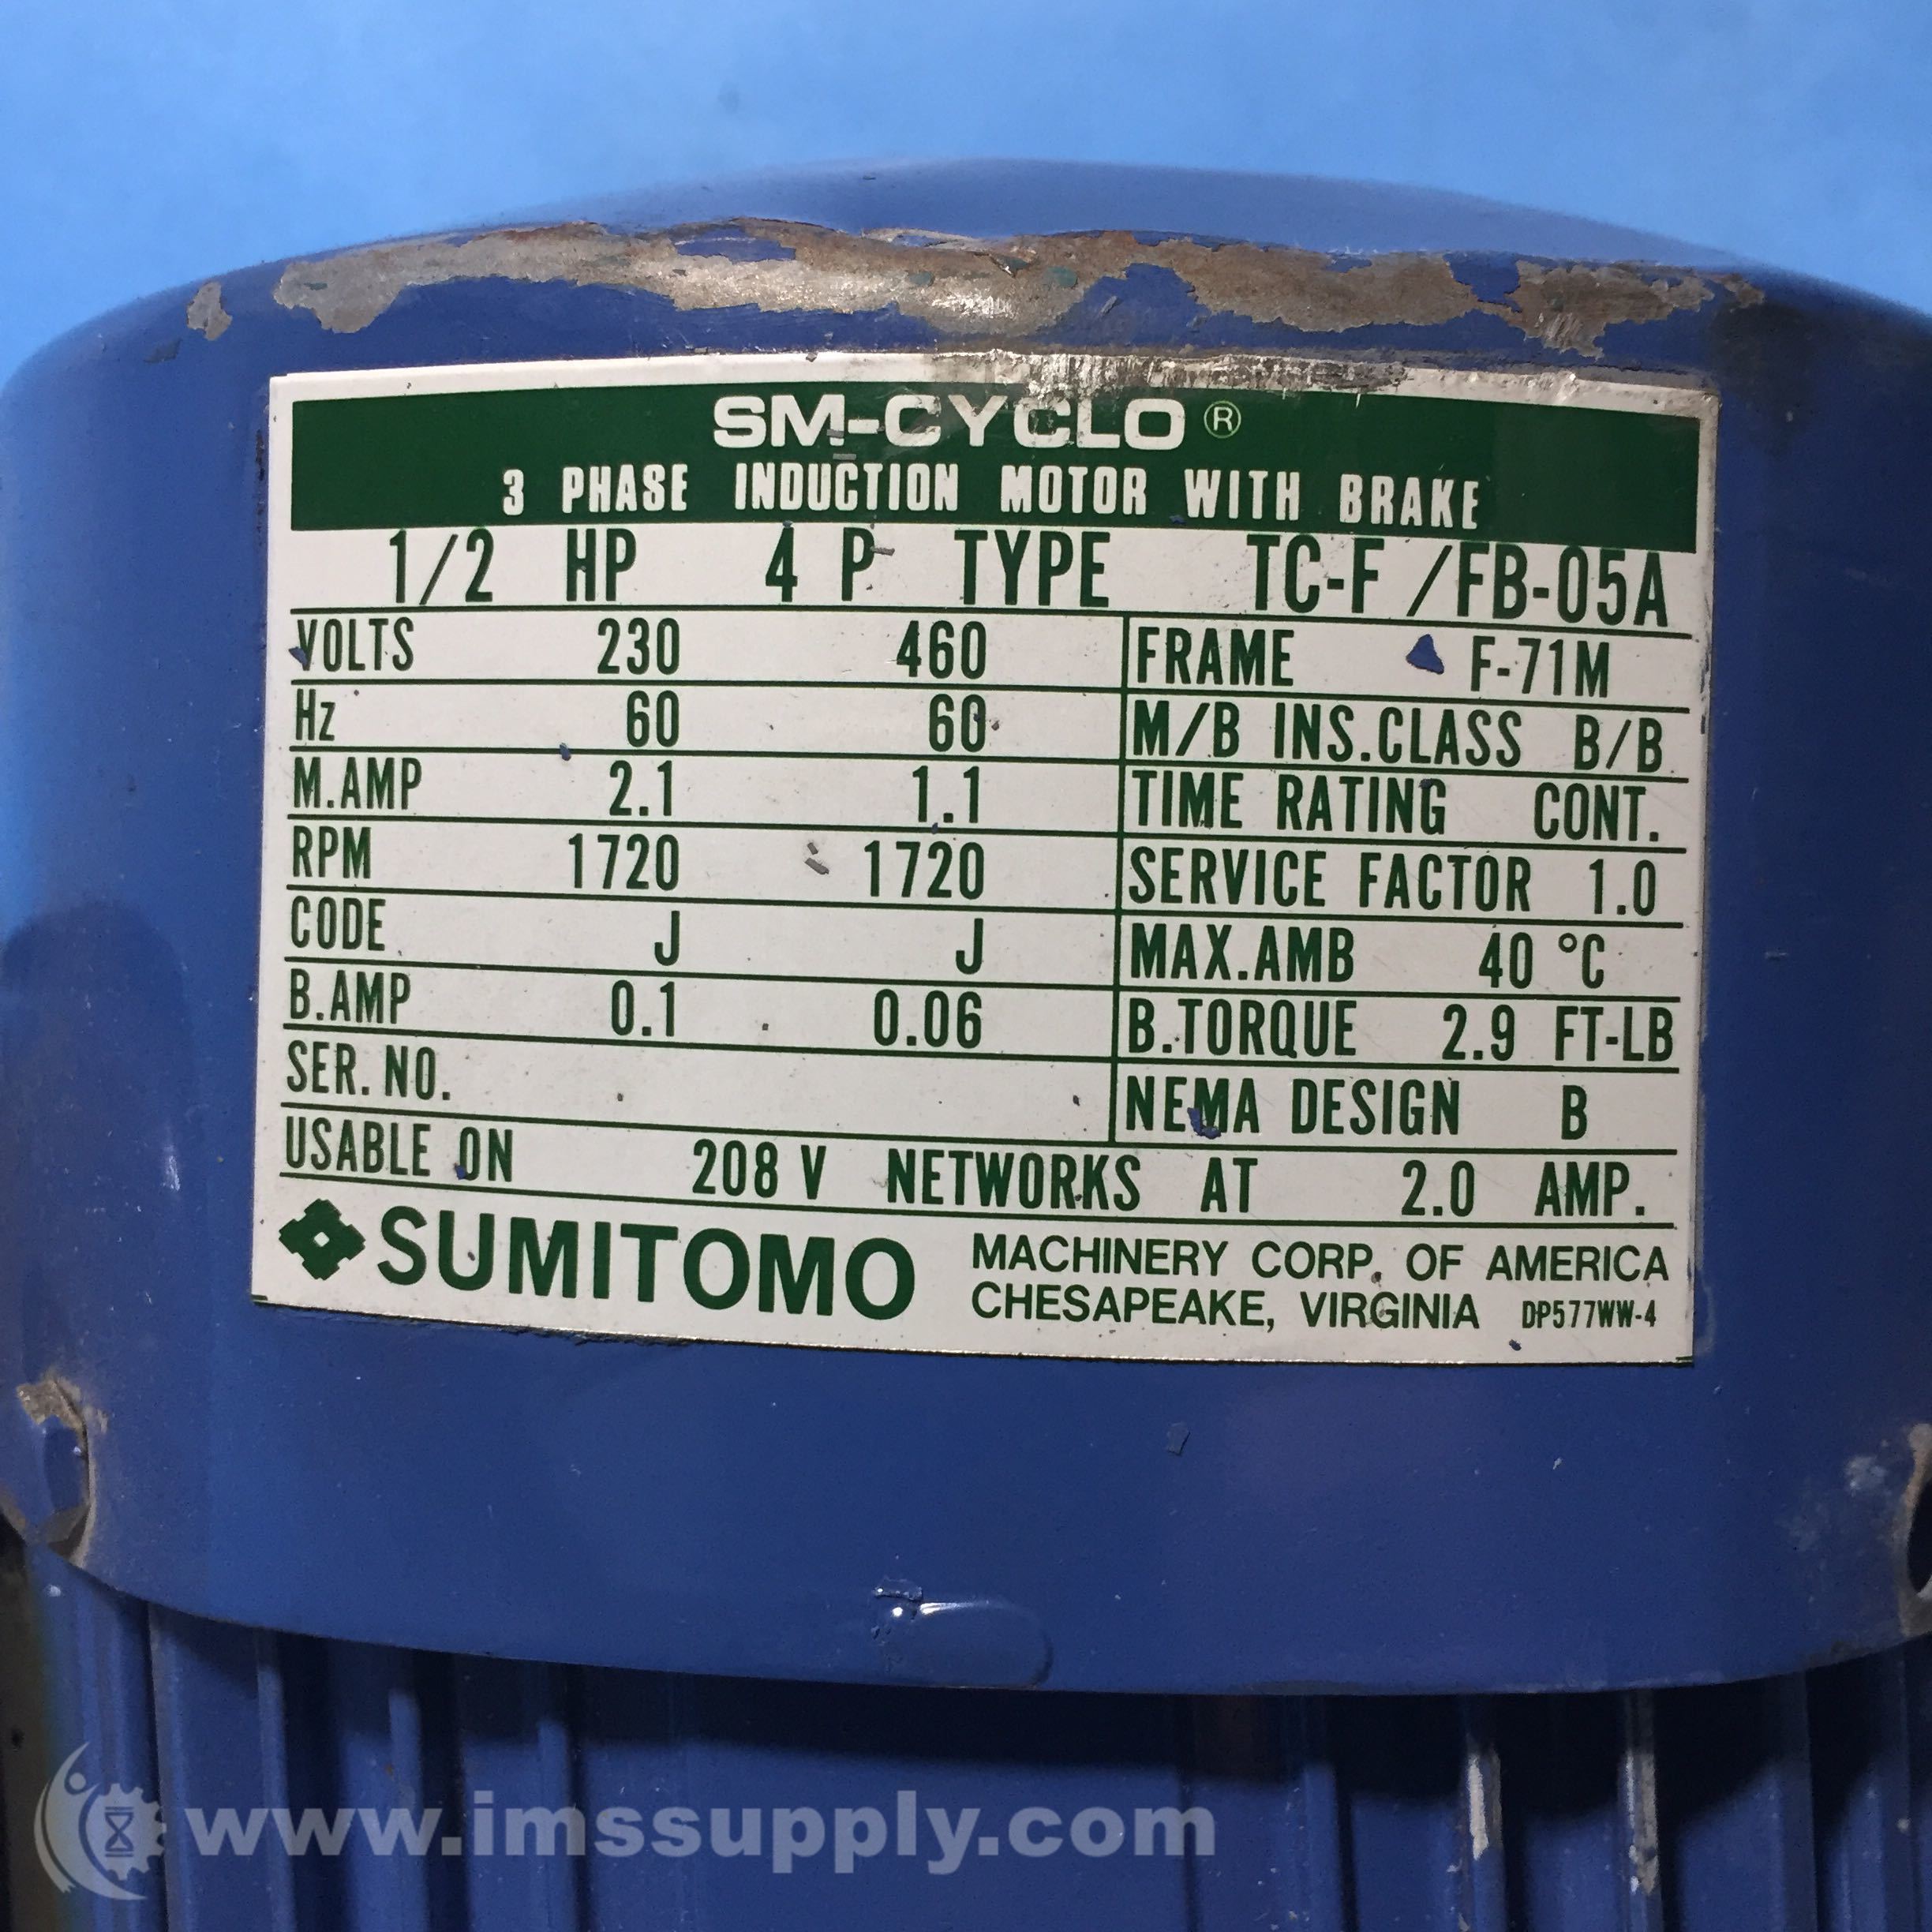 SM-CYCLO®
3 PHASE INDUCTION MOTOR WITH BRAKE
1/2 HP 4 P TYPE TC-F /FB-05A
VOLTS 230 460 FRAME F-71M
Hz 60 60 M/B INS.CLASS B/B
M.AMP 2.1 1.1 TIME RATING CONT.
RPM 1720 1720 SERVICE FACTOR 1.0
CODE J J MAX.AMB 40 °C
B.AMP 0.1 0.06 B.TORQUE 2.9 FT-LB
SER. NO. NEMA DESIGN B
USABLE ON 208 V NETWORKS AT 2.0 AMP.
SUMITOMO MACHINERY CORP. OF AMERICA
CHESAPEAKE, VIRGINIA DP577WW-4
www.imssupply.com